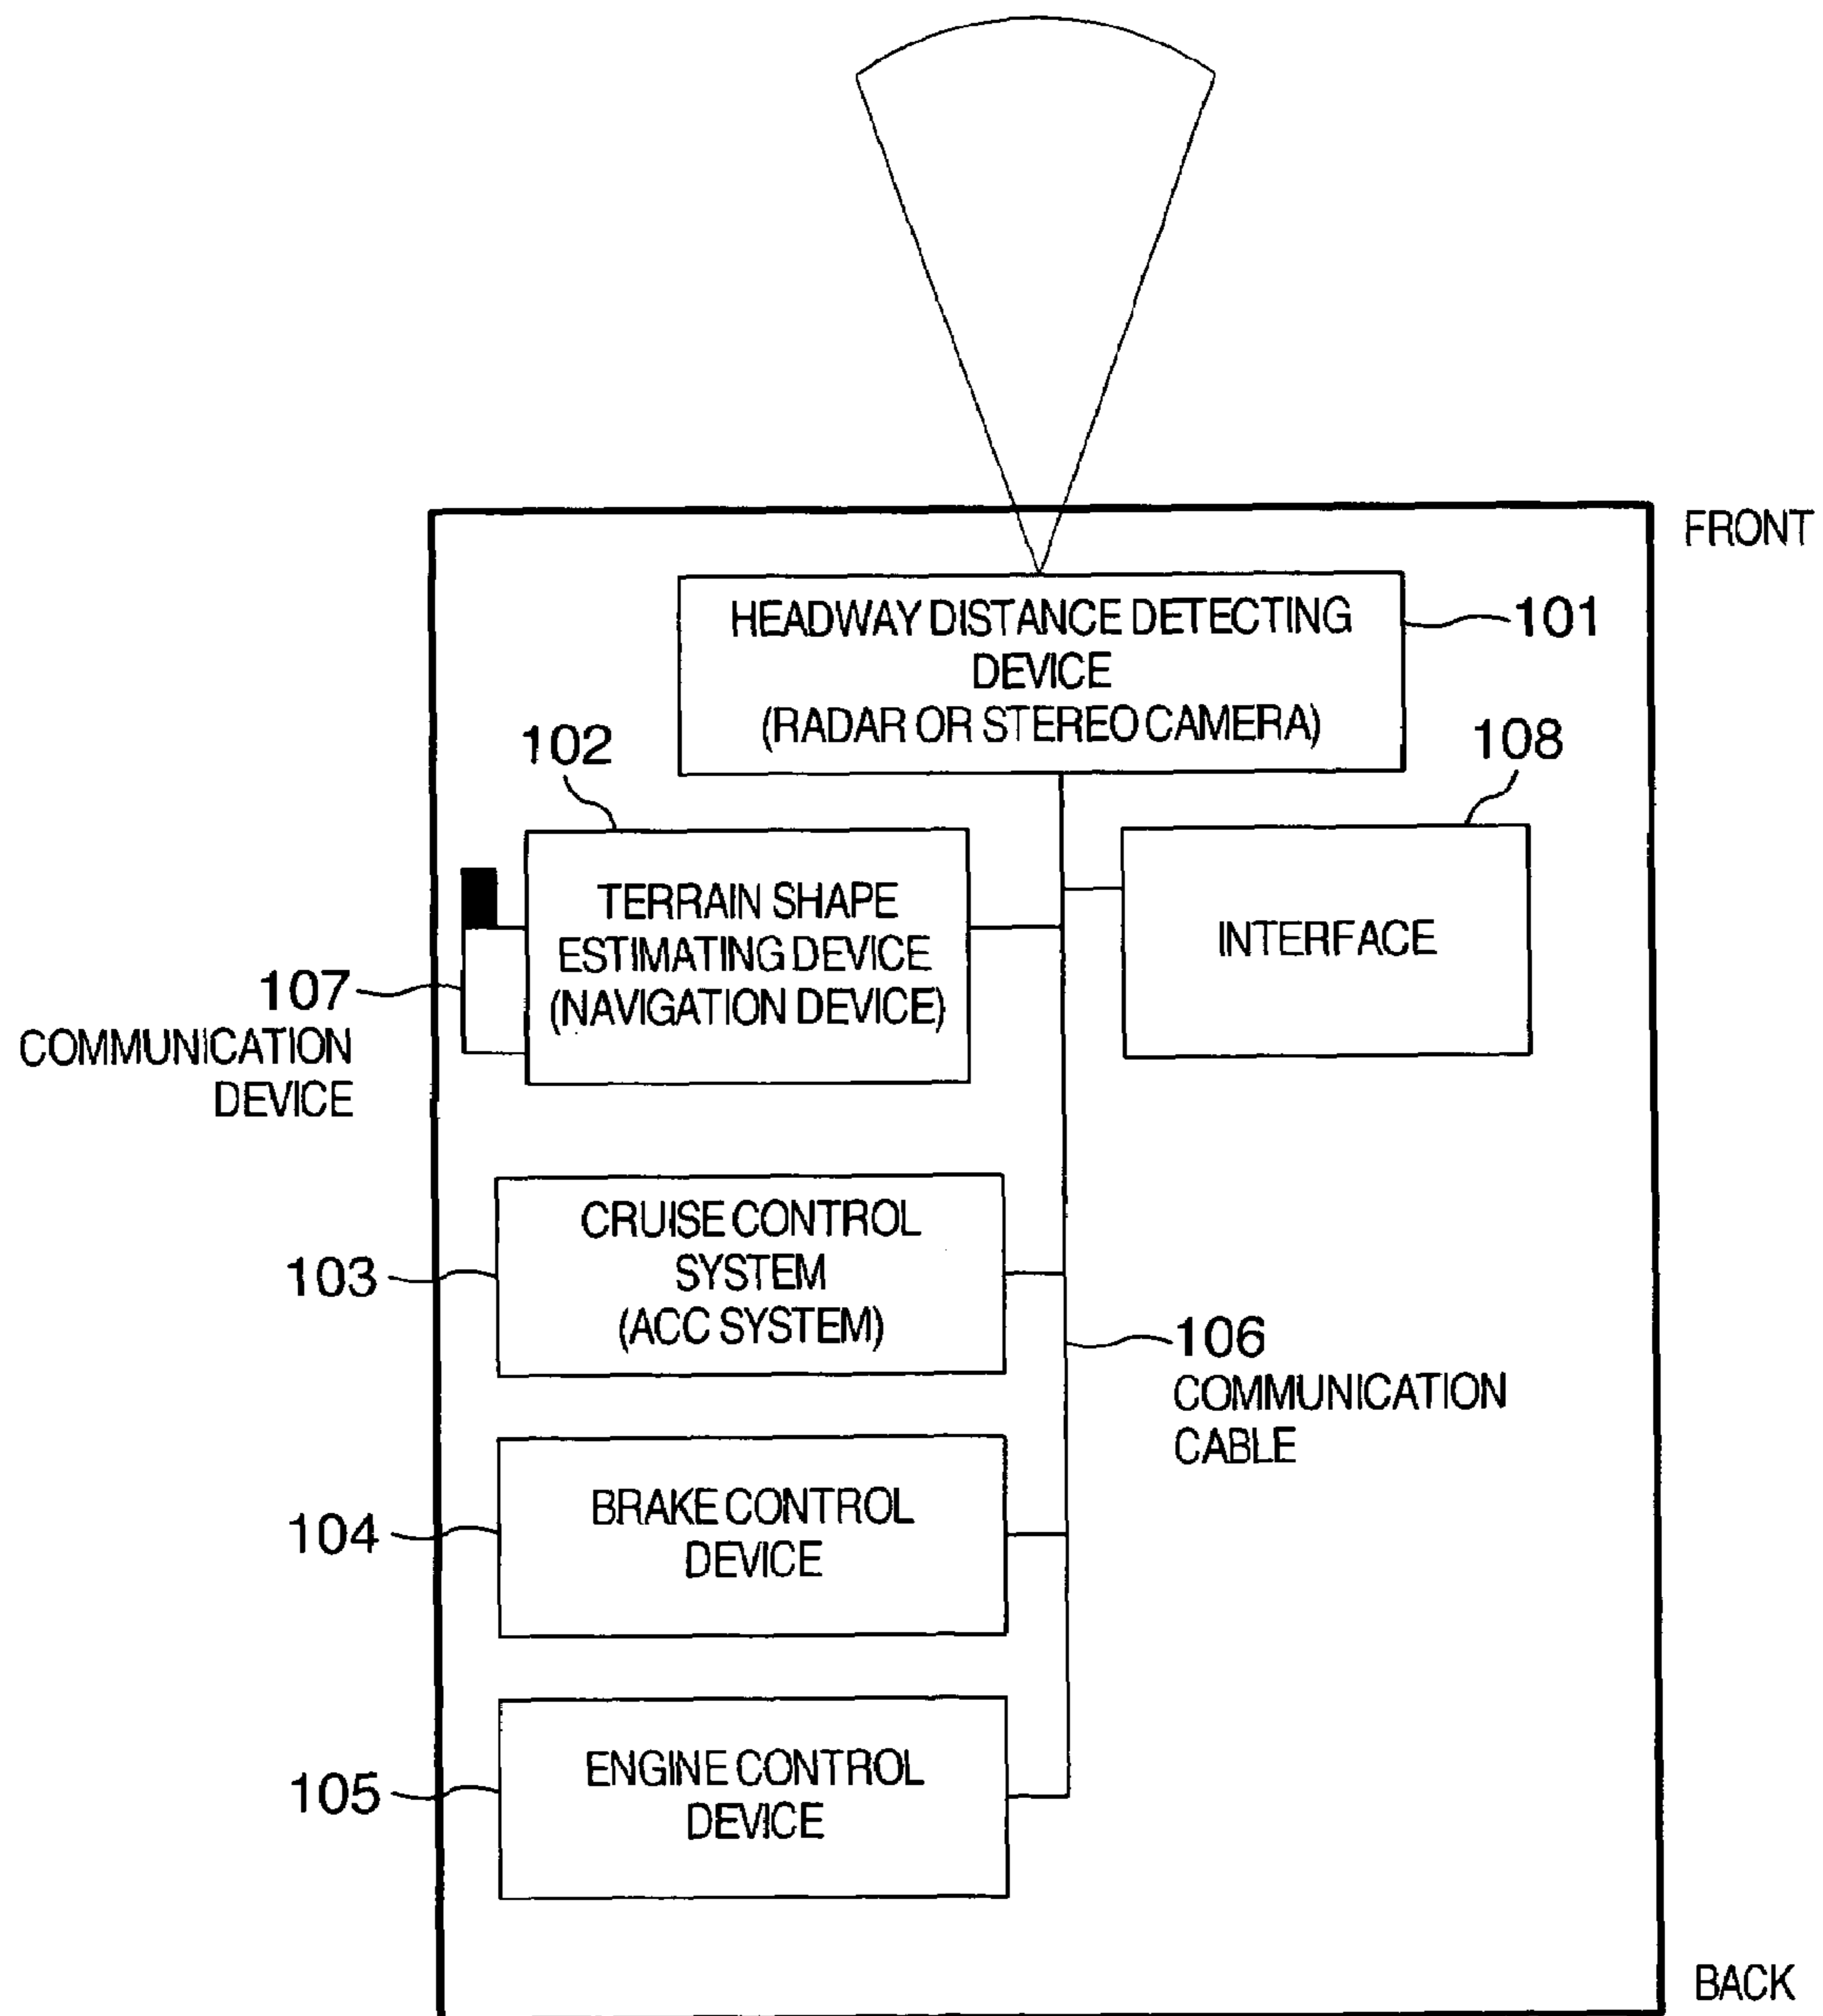 FRONT
HEADWAY DISTANCE DETECTING
DEVICE
(RADAR OR STEREO CAMERA)
101
102
108
TERRAIN SHAPE
ESTIMATING DEVICE
(NAVIGATION DEVICE)
INTERFACE
107
COMMUNICATION
DEVICE
CRUISE CONTROL
SYSTEM
(ACC SYSTEM)
103
106
COMMUNICATION
CABLE
BRAKE CONTROL
DEVICE
104
ENGINE CONTROL
DEVICE
105
BACK